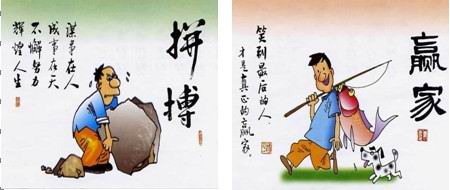 拼搏
谋事在人
成事在天
不懈努力
辉煌人生
赢家
笑到最后的人.
才是真正的赢家.